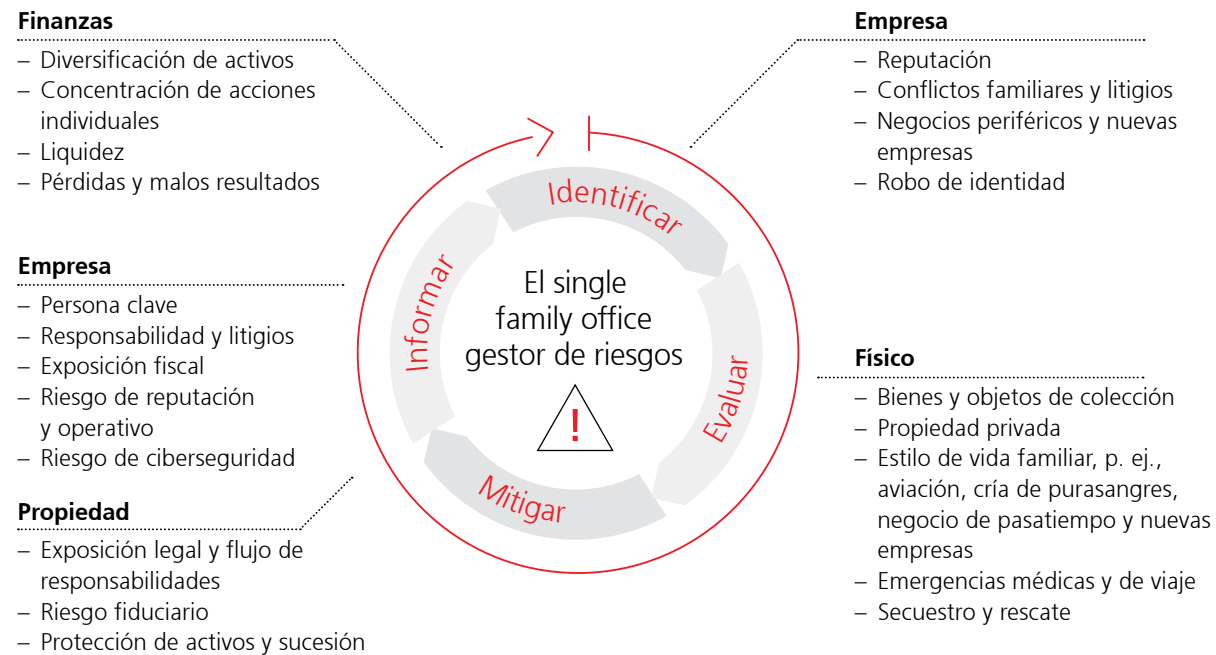 Finanzas
– Diversificación de activos
– Concentración de acciones
individuales
– Liquidez
– Pérdidas y malos resultados
Empresa
– Persona clave
– Responsabilidad y litigios
– Exposición fiscal
– Riesgo de reputación
y operativo
– Riesgo de ciberseguridad
Propiedad
– Exposición legal y flujo de
responsabilidades
– Riesgo fiduciario
– Protección de activos y sucesión
Identificar
Evaluar
Mitigar
Informar
El single
family office
gestor de riesgos
!
Empresa
– Reputación
– Conflictos familiares y litigios
– Negocios periféricos y nuevas
empresas
– Robo de identidad
Físico
– Bienes y objetos de colección
– Propiedad privada
– Estilo de vida familiar, p. ej.,
aviación, cría de purasangres,
negocio de pasatiempo y nuevas
empresas
– Emergencias médicas y de viaje
– Secuestro y rescate